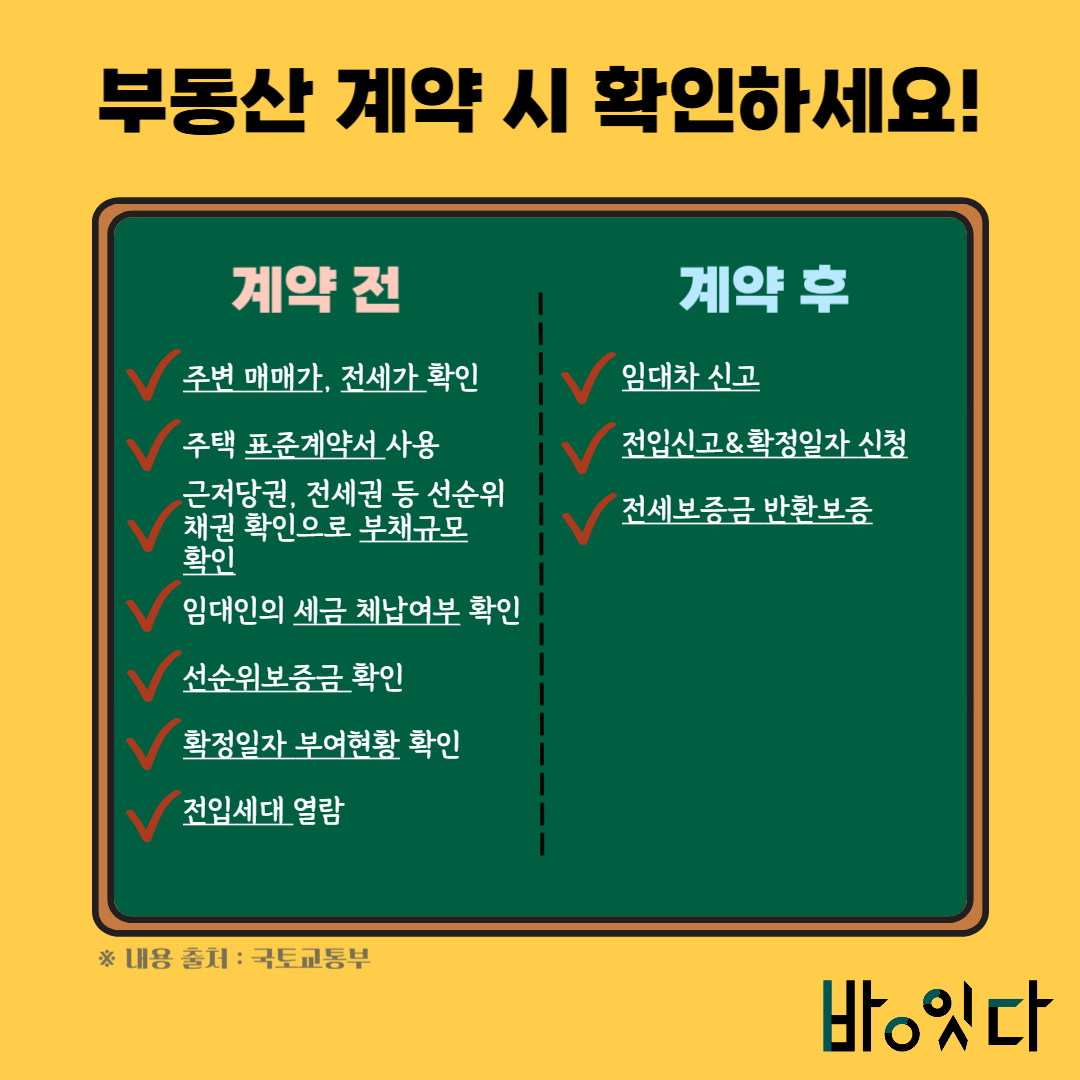 부동산 계약 시 확인하세요!
계약 전
주변 매매가, 전세가 확인
주택 표준계약서 사용
근저당권, 전세권 등 선순위
채권 확인으로 부채규모
확인
임대인의 세금 체납여부 확인
선순위보증금 확인
확정일자 부여현황 확인
전입세대 열람
계약 후
임대차 신고
전입신고&확정일자 신청
전세보증금 반환보증
※ 내용 출처 : 국토교통부
방잇다